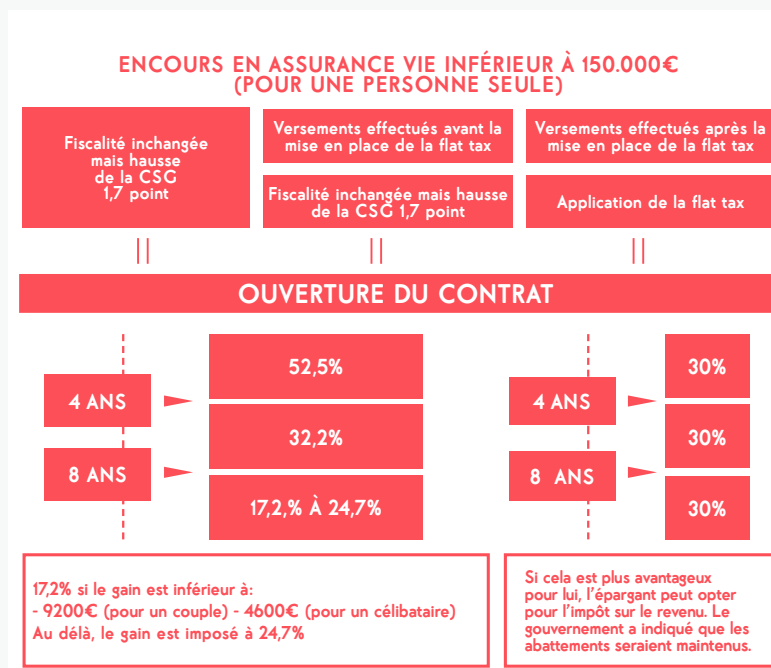 ENCOURS EN ASSURANCE VIE INFÉRIEUR À 150.000€
(POUR UNE PERSONNE SEULE)
Fiscalité inchangée
mais hausse
de la CSG
1,7 point
Versements effectués avant la
mise en place de la flat tax
Fiscalité inchangée mais hausse
de la CSG 1,7 point
Versements effectués après la
mise en place de la flat tax
Application de la flat tax
OUVERTURE DU CONTRAT
4 ANS
8 ANS
52,5%
32,2%
17,2,% À 24,7%
4 ANS
8 ANS
30%
30%
30%
17,2% si le gain est inférieur à:
- 9200€ (pour un couple) - 4600€ (pour un célibataire)
Au délà, le gain est imposé à 24,7%
Si cela est plus avantageux
pour lui, l'épargant peut opter
pour l'impôt sur le revenu. Le
gouvernement a indiqué que les
abattements seraient maintenus.